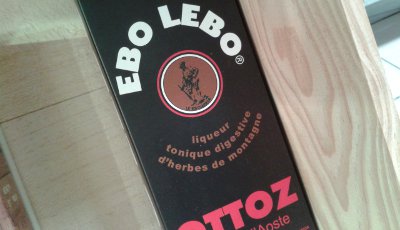 EBO LEBO®
liqueur
tonique digestive
d'herbes de montagne
OTTOZ